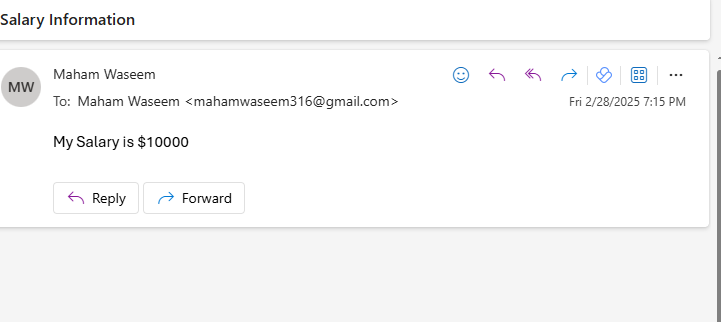 Salary Information
Maham Waseem
MW
To: Maham Waseem <mahamwaseem316@gmail.com>
Fri 2/28/2025 7:15 PM
My Salary is $10000
Reply
Forward